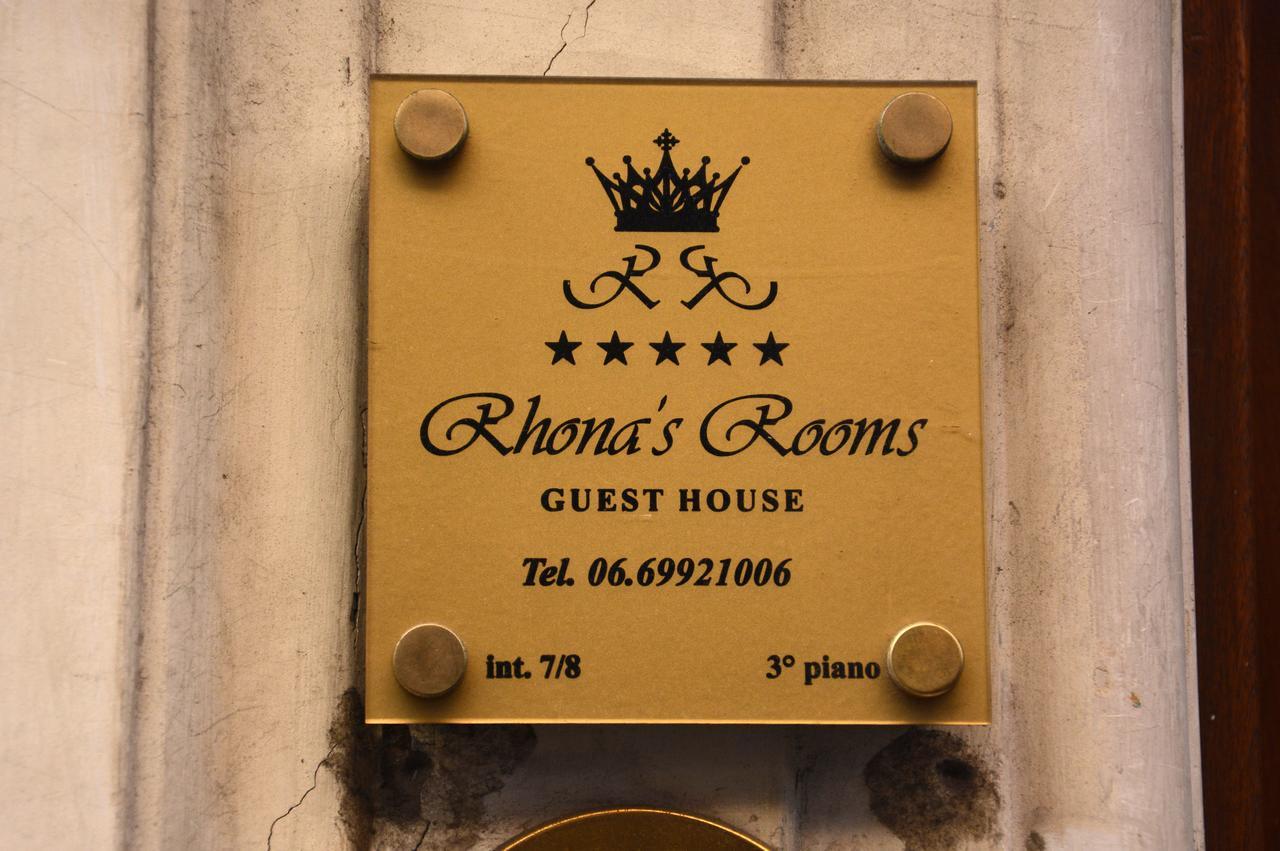 R R
Rhona's Rooms
GUEST HOUSE
Tel. 06.69921006
int. 7/8 3° piano